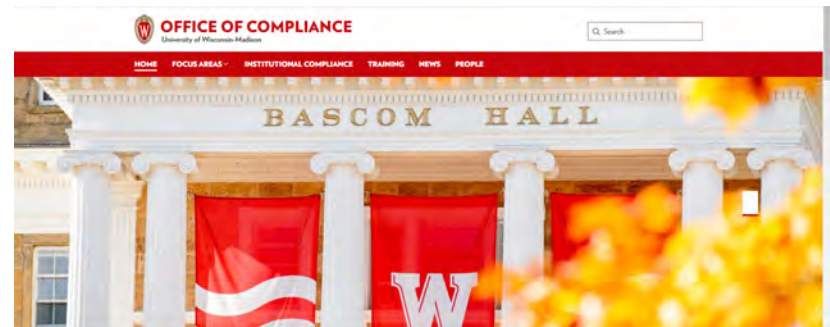 OFFICE OF COMPLIANCE
University of Wisconsin-Madison
Search
HOME FOCUS AREAS INSTITUTIONAL COMPLIANCE TRAINING NEWS PEOPLE
BASCOM HALL
W